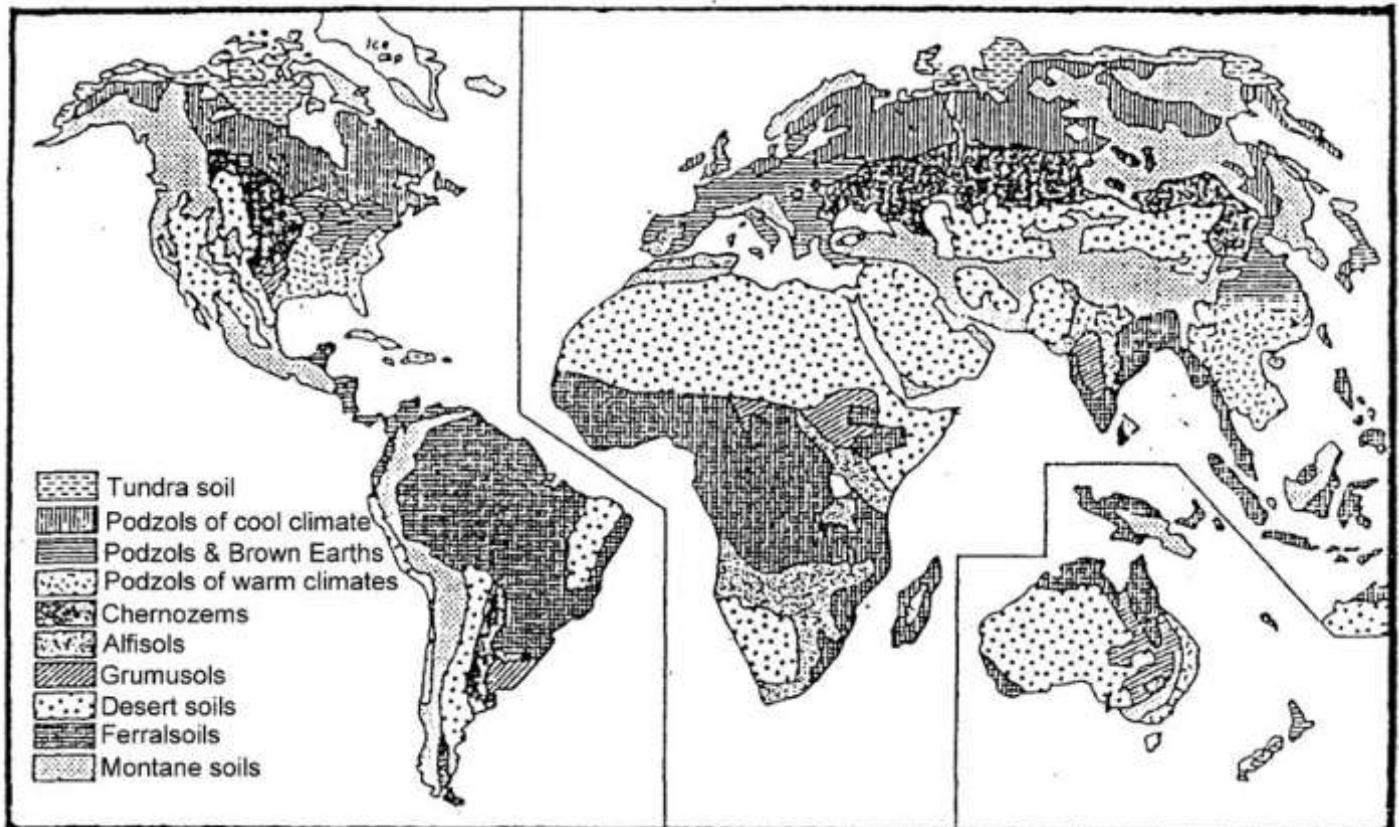 Ice
cap
Tundra soil
Podzols of cool climate
Podzols & Brown Earths
Podzols of warm climates
Chernozems
Alfisols
Grumusols
Desert soils
Ferralsoils
Montane soils